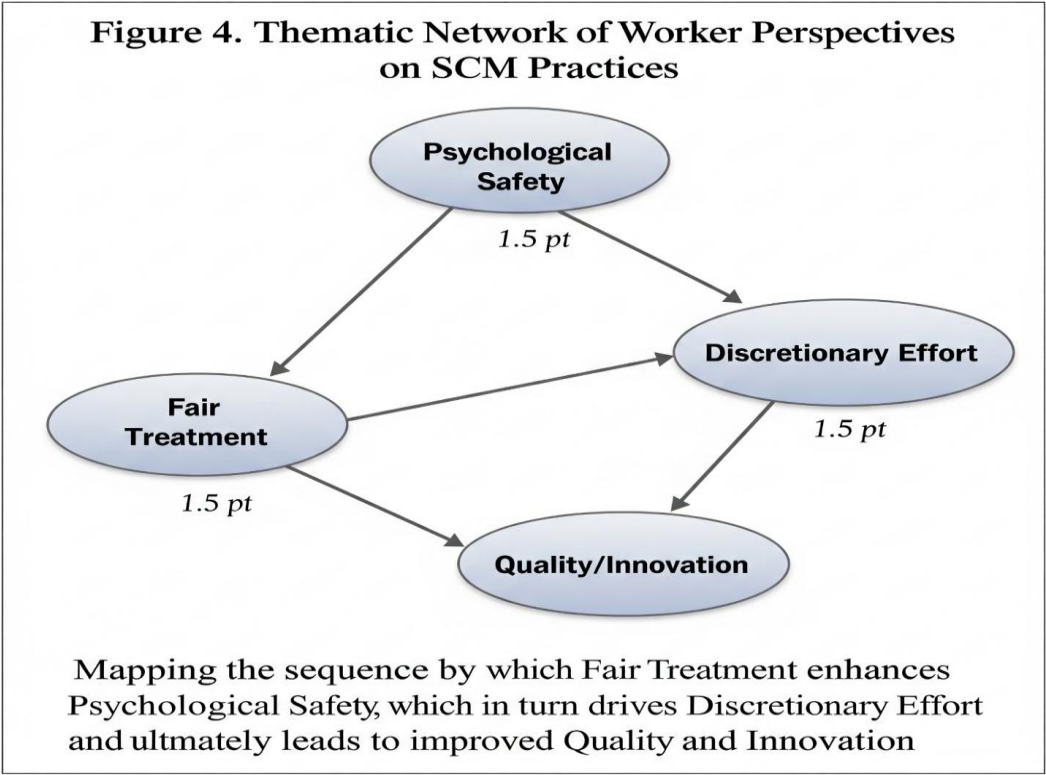 Figure 4. Thematic Network of Worker Perspectives
on SCM Practices
Psychological
Safety
1.5 pt
Discretionary Effort
1.5 pt
Fair
Treatment
1.5 pt
Quality/Innovation
Mapping the sequence by which Fair Treatment enhances
Psychological Safety, which in turn drives Discretionary Effort
and ultmately leads to improved Quality and Innovation